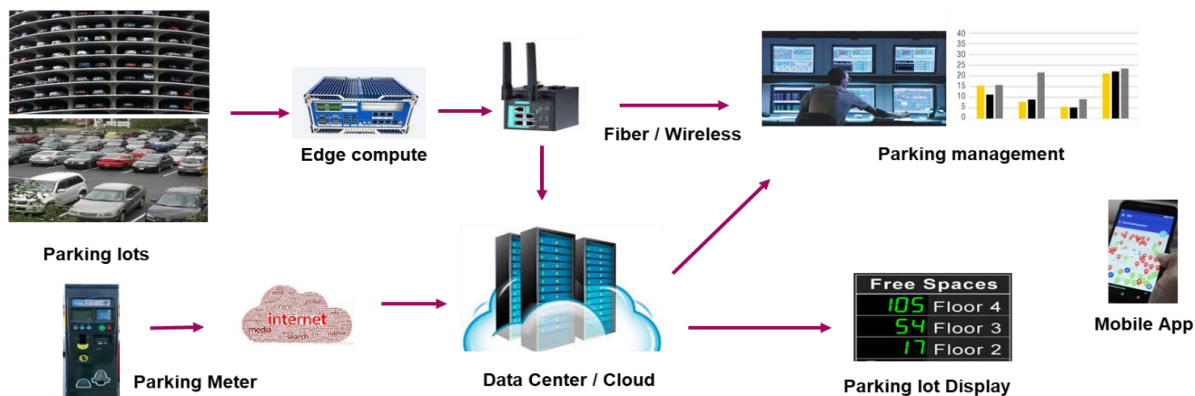 40
35
30
25
20
15
10
5
0
Fiber / Wireless
Edge compute
Parking management
Parking lots
internet
media
search
Free Spaces
105 Floor 4
54 Floor 3
17 Floor 2
Mobile App
Parking Meter
Data Center / Cloud
Parking lot Display